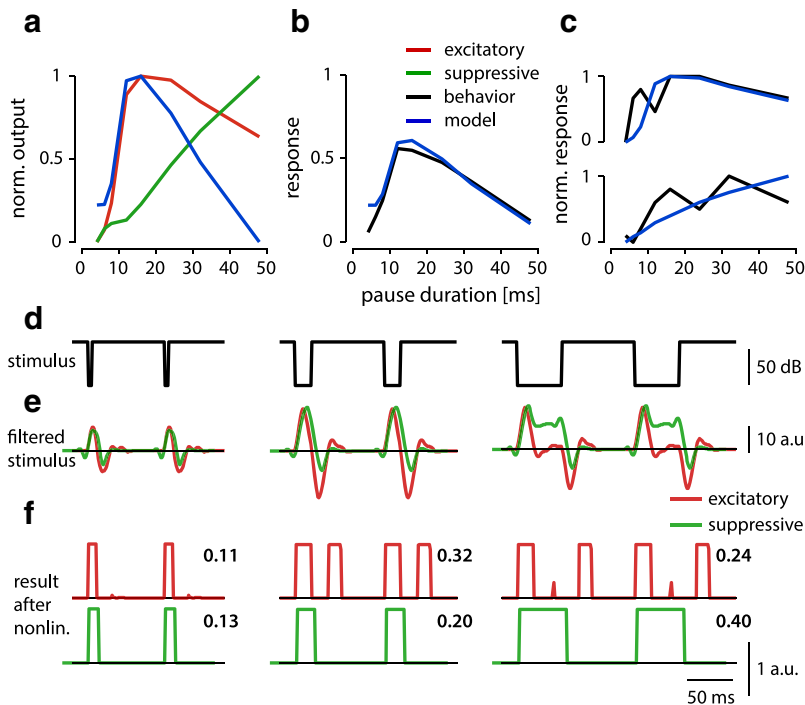 a
b
c
excitatory
suppressive
behavior
model
1
0.5
0
norm. output
0 10 20 30 40 50
1
0.5
0
response
0 10 20 30 40 50
pause duration [ms]
1
0
1
0
norm. response
0 10 20 30 40 50
d
stimulus
50 dB
e
filtered
stimulus
10 a.u
excitatory
suppressive
f
result
after
nonlin.
0.11
0.32
0.24
0.13
0.20
0.40
1 a.u.
50 ms